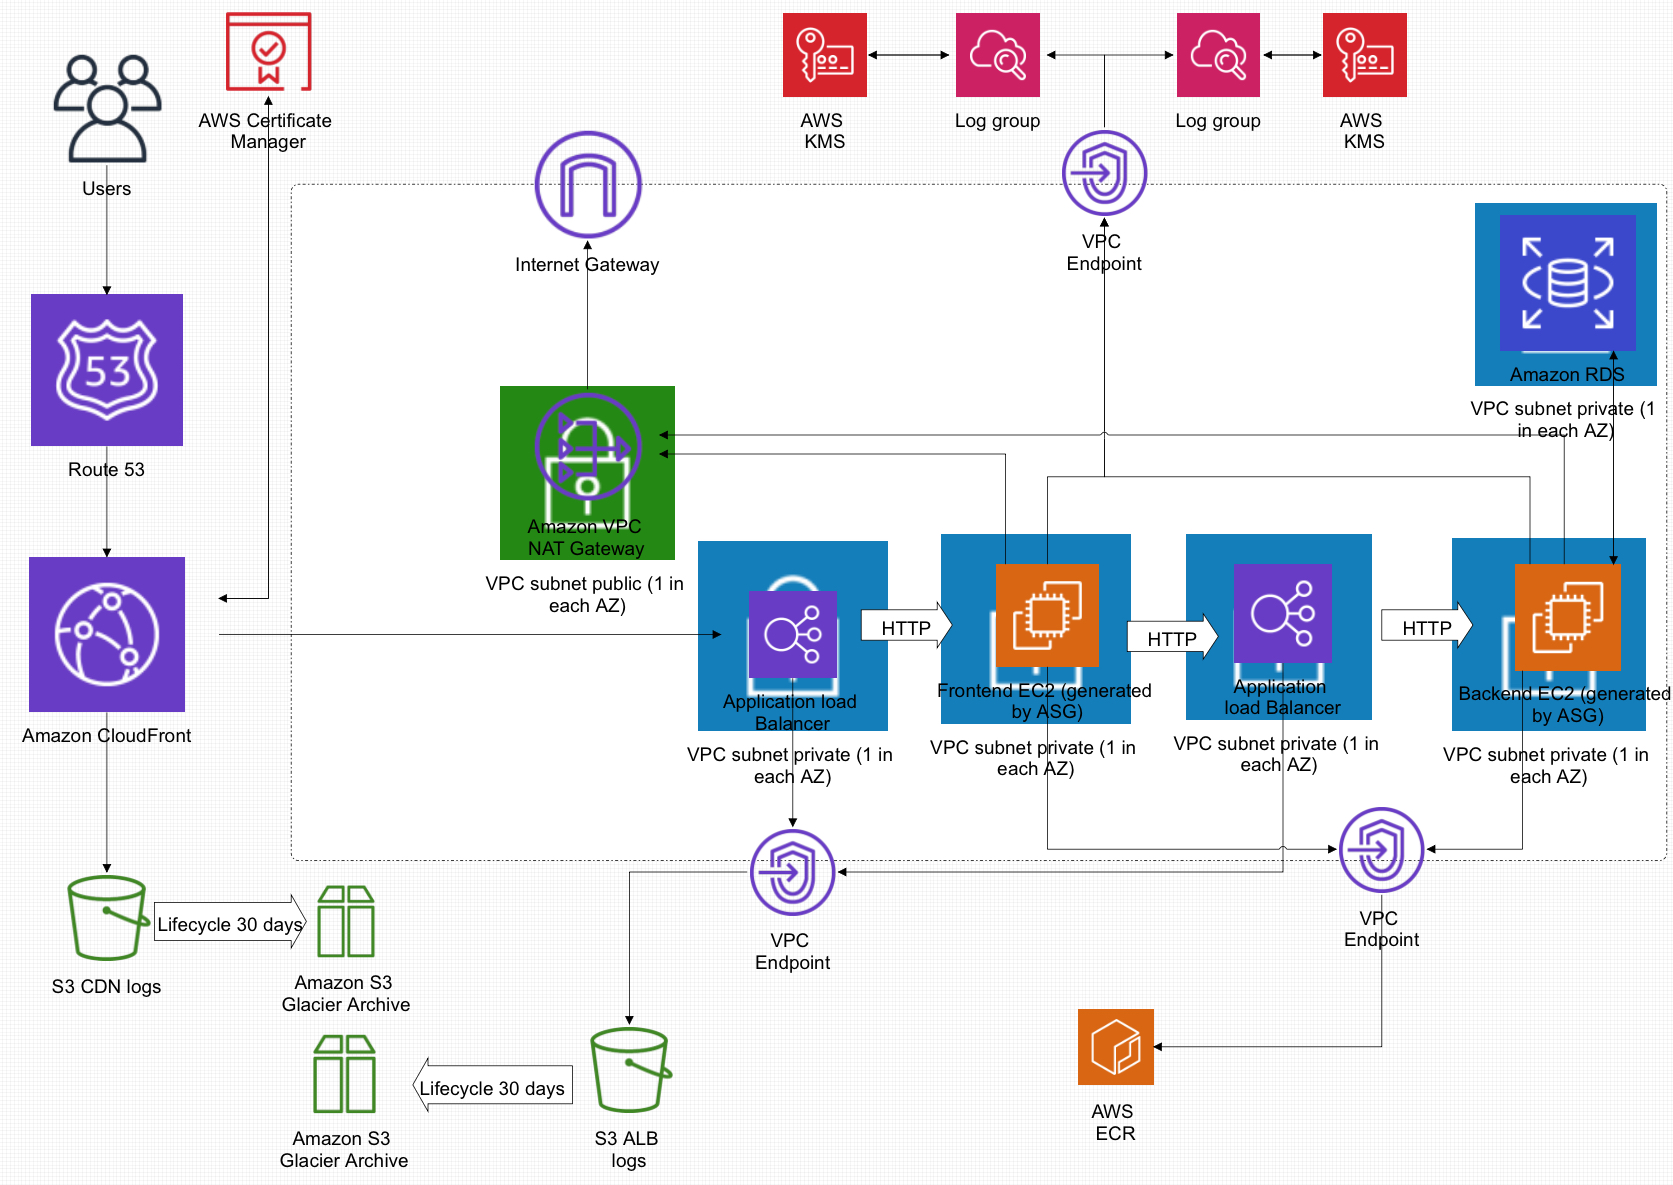 AWS Certificate
Manager
Users
AWS
KMS
Log group
Log group
AWS
KMS
Internet Gateway
VPC
Endpoint
53
Route 53
Amazon RDS
VPC subnet private (1
in each AZ)
Amazon VPC
NAT Gateway
VPC subnet public (1 in
each AZ)
HTTP
HTTP
HTTP
Amazon CloudFront
Application load
Balancer
VPC subnet private (1 in
each AZ)
Frontend EC2 (generated
by ASG)
VPC subnet private (1 in
each AZ)
Application
load Balancer
VPC subnet private (1 in
each AZ)
Backend EC2 (generated
by ASG)
VPC subnet private (1 in
each AZ)
Lifecycle 30 days
S3 CDN logs
Amazon S3
Glacier Archive
VPC
Endpoint
VPC
Endpoint
Lifecycle 30 days
Amazon S3
Glacier Archive
S3 ALB
logs
AWS
ECR